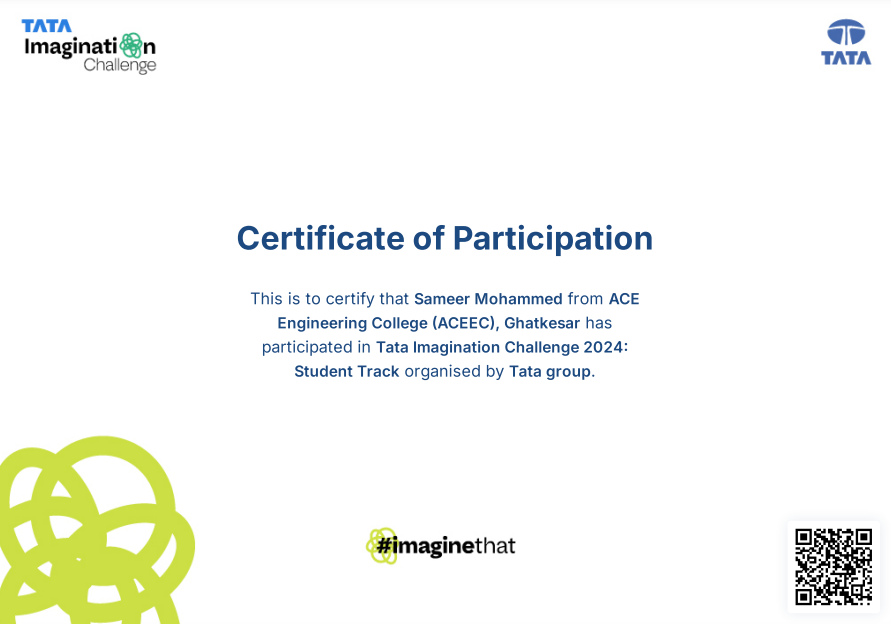 TATA
Imagination
Challenge
TATA
Certificate of Participation
This is to certify that Sameer Mohammed from ACE
Engineering College (ACEEC), Ghatkesar has
participated in Tata Imagination Challenge 2024:
Student Track organised by Tata group.
#imaginethat